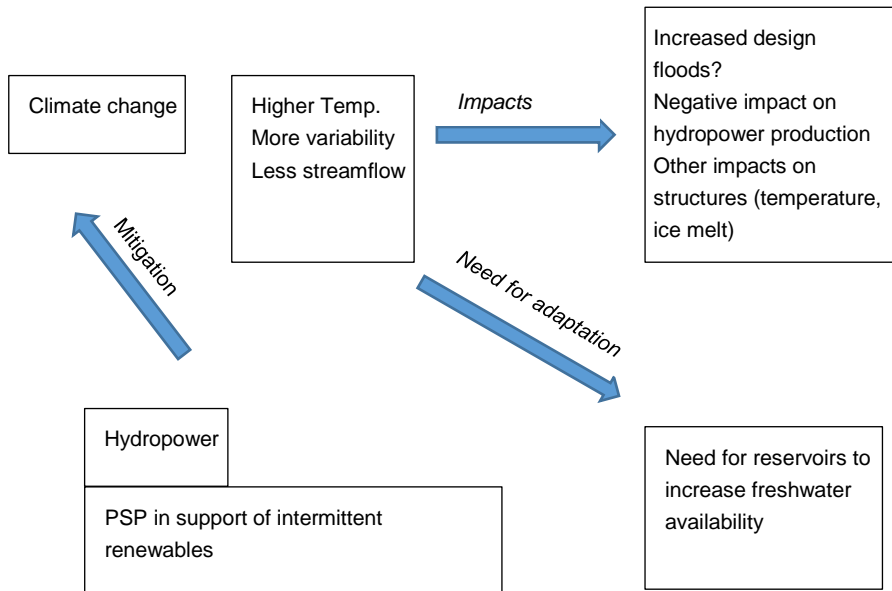 Climate change
Higher Temp.
More variability
Less streamflow
Impacts
Increased design
floods?
Negative impact on
hydropower production
Other impacts on
structures (temperature,
ice melt)
Mitigation
Need for adaptation
Hydropower
PSP in support of intermittent
renewables
Need for reservoirs to
increase freshwater
availability